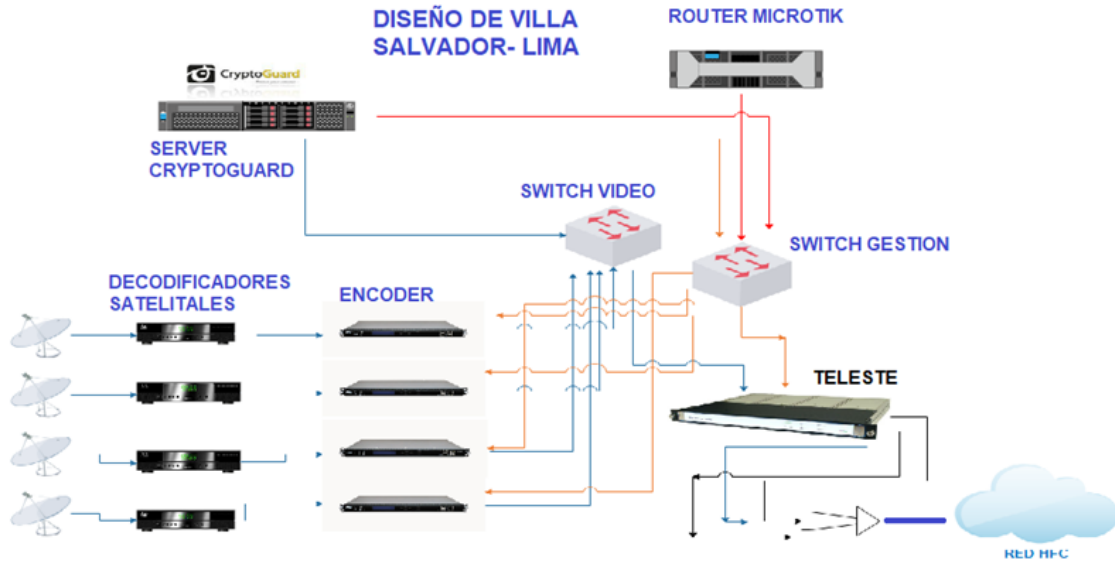 DISEÑO DE VILLA
SALVADOR- LIMA
ROUTER MICROTIK
CryptoGuard
SERVER
CRYPTOGUARD
SWITCH VIDEO
SWITCH GESTION
DECODIFICADORES
SATELITALES
ENCODER
TELESTE
RED HFC